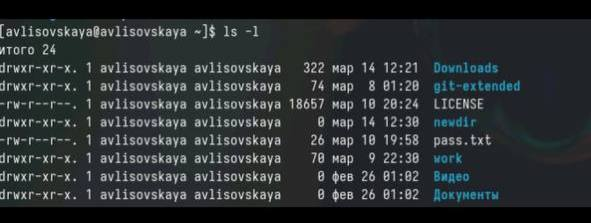 [avlisovskaya@avlisovskaya ~]$ ls -l
итого 24
drwxr-xr-x. 1 avlisovskaya avlisovskaya 322 мар 14 12:21 Downloads
drwxr-xr-x. 1 avlisovskaya avlisovskaya 74 мар 8 01:20 git-extended
-rw-r--r--. 1 avlisovskaya avlisovskaya 18657 мар 10 20:24 LICENSE
drwxr-xr-x. 1 avlisovskaya avlisovskaya 0 мар 14 12:30 newdir
-rw-r--r--. 1 avlisovskaya avlisovskaya 26 мар 10 19:58 pass.txt
drwxr-xr-x. 1 avlisovskaya avlisovskaya 70 мар 9 22:30 work
drwxr-xr-x. 1 avlisovskaya avlisovskaya 0 фев 26 01:02 Видео
drwxr-xr-x. 1 avlisovskaya avlisovskaya 0 фев 26 01:02 Документы